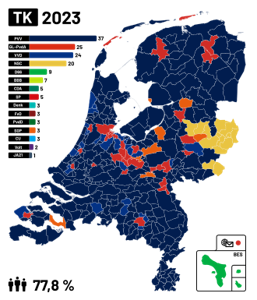 TK 2023
PVV 37
GL-PvdA 25
VVD 24
NSC 20
D66 9
BBB 7
CDA 5
SP 5
Denk 3
FvD 3
PvdD 3
SGP 3
CU 3
Volt 2
JA21 1
BES
77,8 %